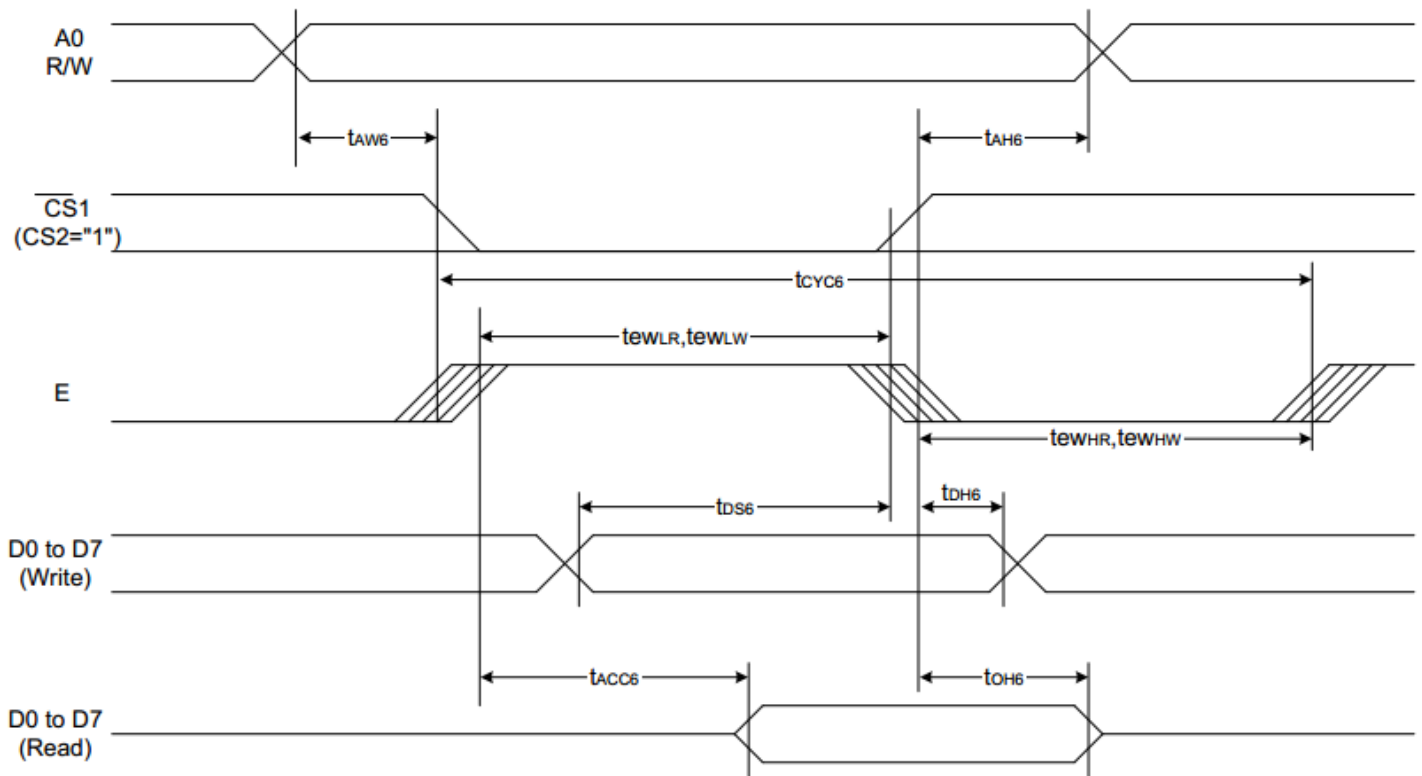 A0
R/W
tAW6
tAH6
CS1
(CS2="1")
tCYC6
tewLR,tewLW
E
tewHR,tewHW
tDS6
tDH6
D0 to D7
(Write)
tACC6
tOH6
D0 to D7
(Read)